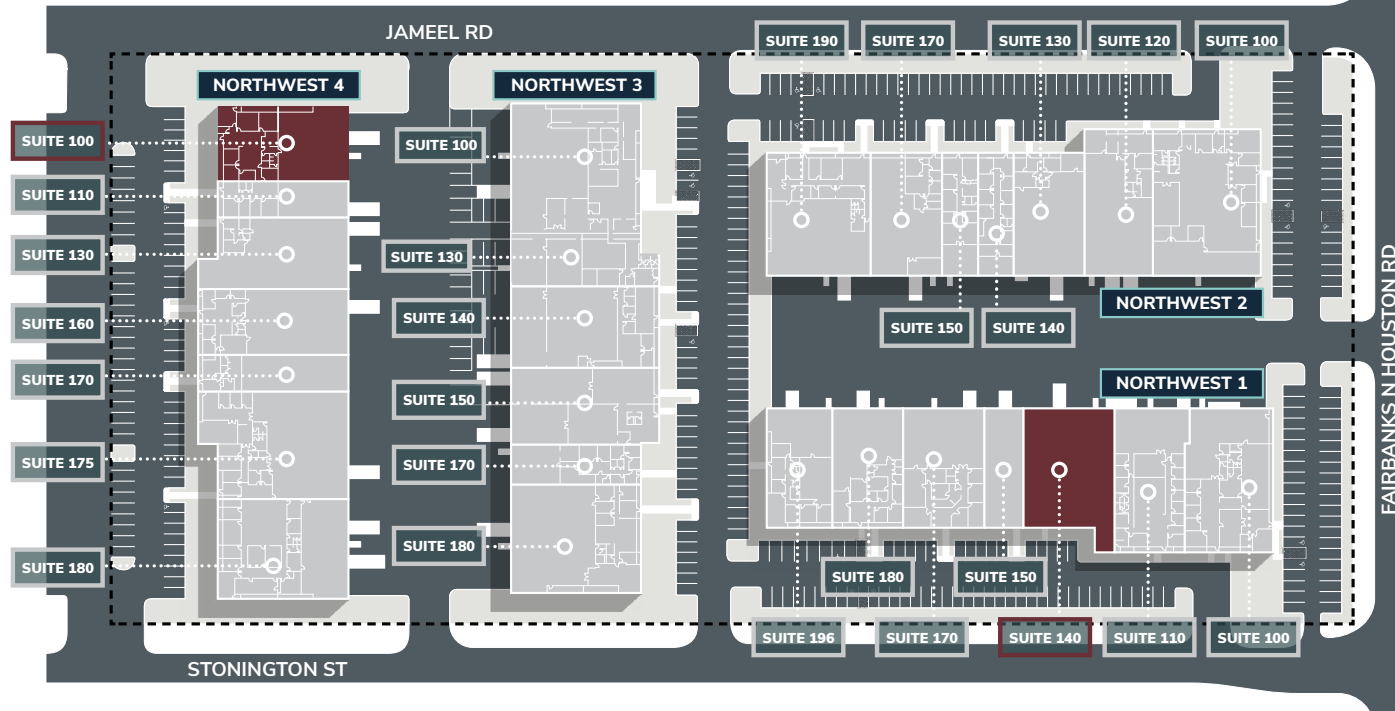 JAMEEL RD
NORTHWEST 4
SUITE 100
SUITE 110
SUITE 130
SUITE 160
SUITE 170
SUITE 175
SUITE 180
NORTHWEST 3
SUITE 100
SUITE 130
SUITE 140
SUITE 150
SUITE 170
SUITE 180
SUITE 190
SUITE 170
SUITE 130
SUITE 120
SUITE 100
SUITE 150
SUITE 140
NORTHWEST 2
NORTHWEST 1
SUITE 180
SUITE 150
SUITE 196
SUITE 170
SUITE 140
SUITE 110
SUITE 100
FAIRBANKS N HOUSTON RD
STONINGTON ST